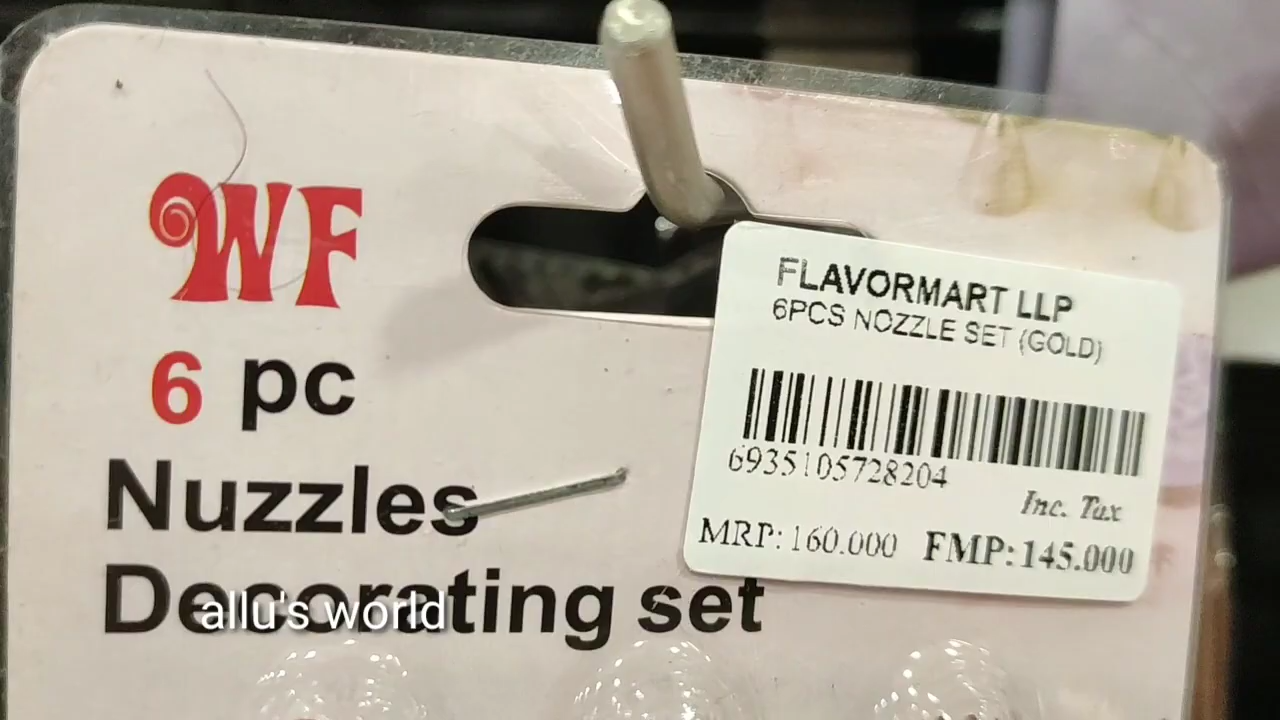 WF
6 pc
Nuzzles
Decorating set
allu's world
FLAVORMART LLP
6PCS NOZZLE SET (GOLD)
6935105728204
Inc. Tax
MRP: 160.000 FMP: 145.000